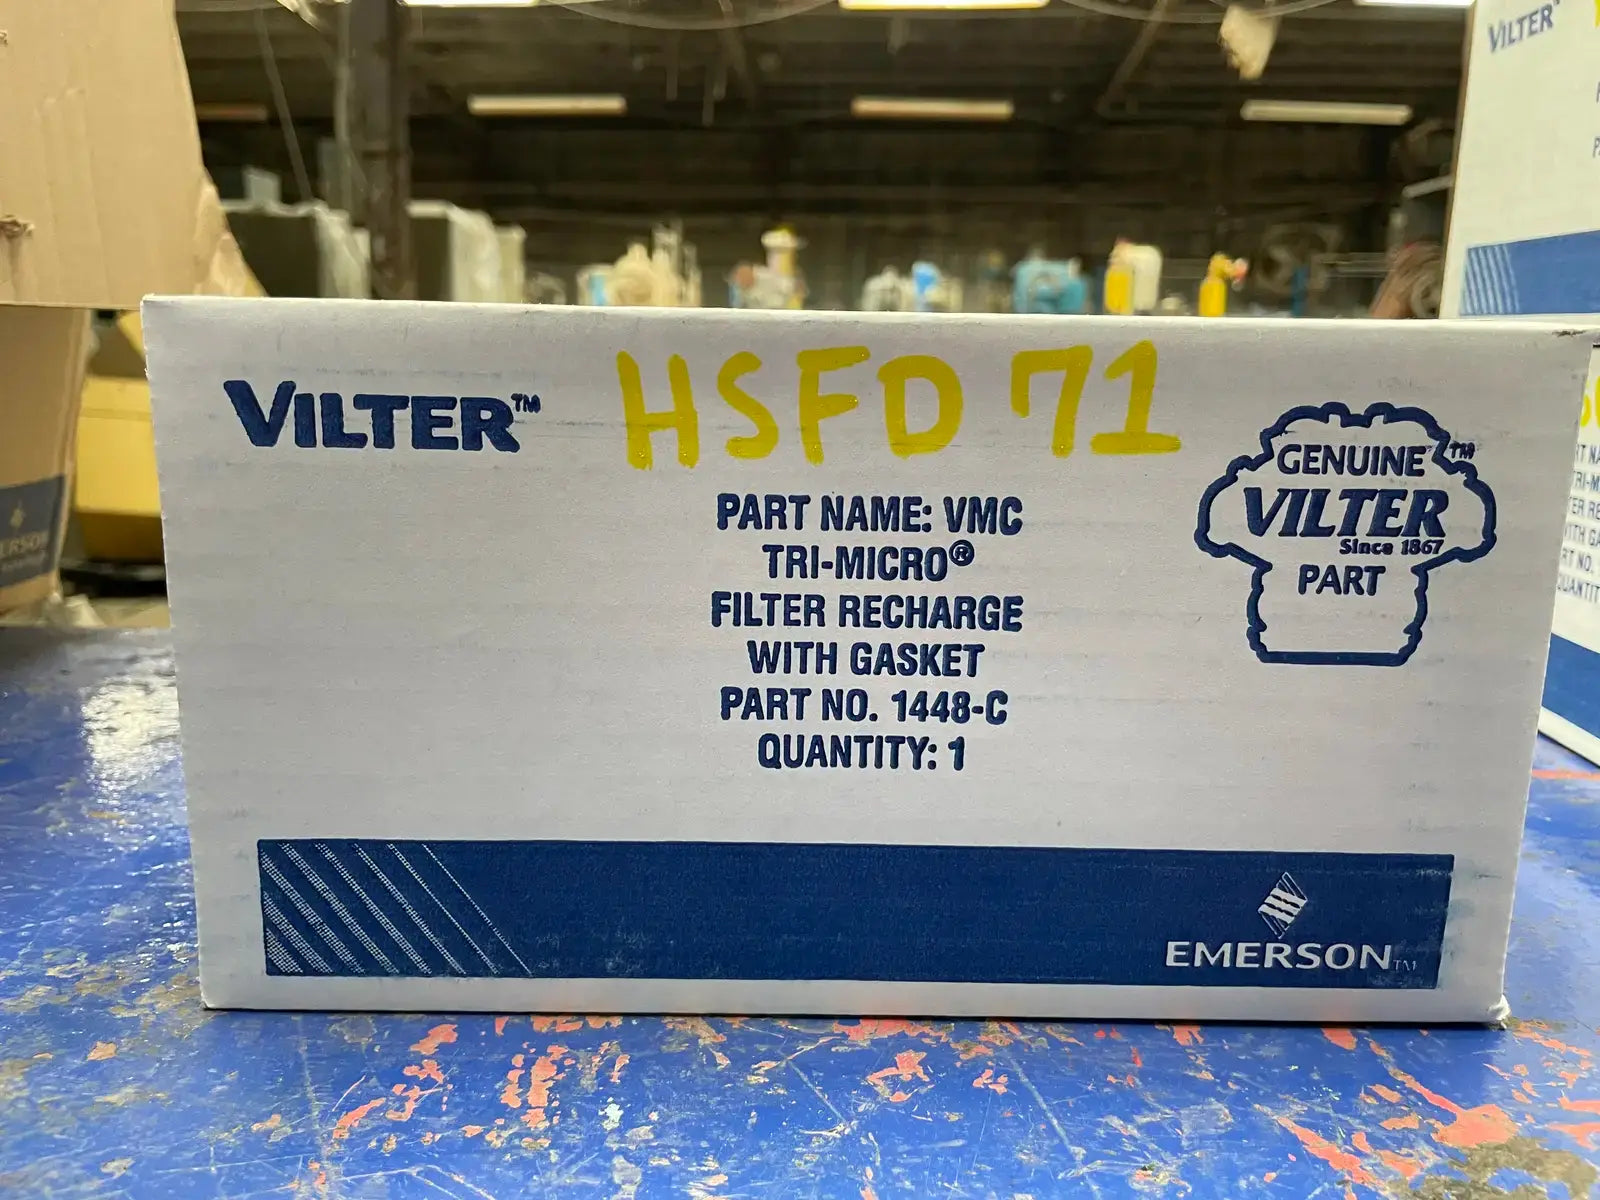 VILTER™
HSFD 71
PART NAME: VMC
TRI-MICRO®
FILTER RECHARGE
WITH GASKET
PART NO. 1448-C
QUANTITY: 1
GENUINE™
VILTER
Since 1867
PART
EMERSON™
VILTER